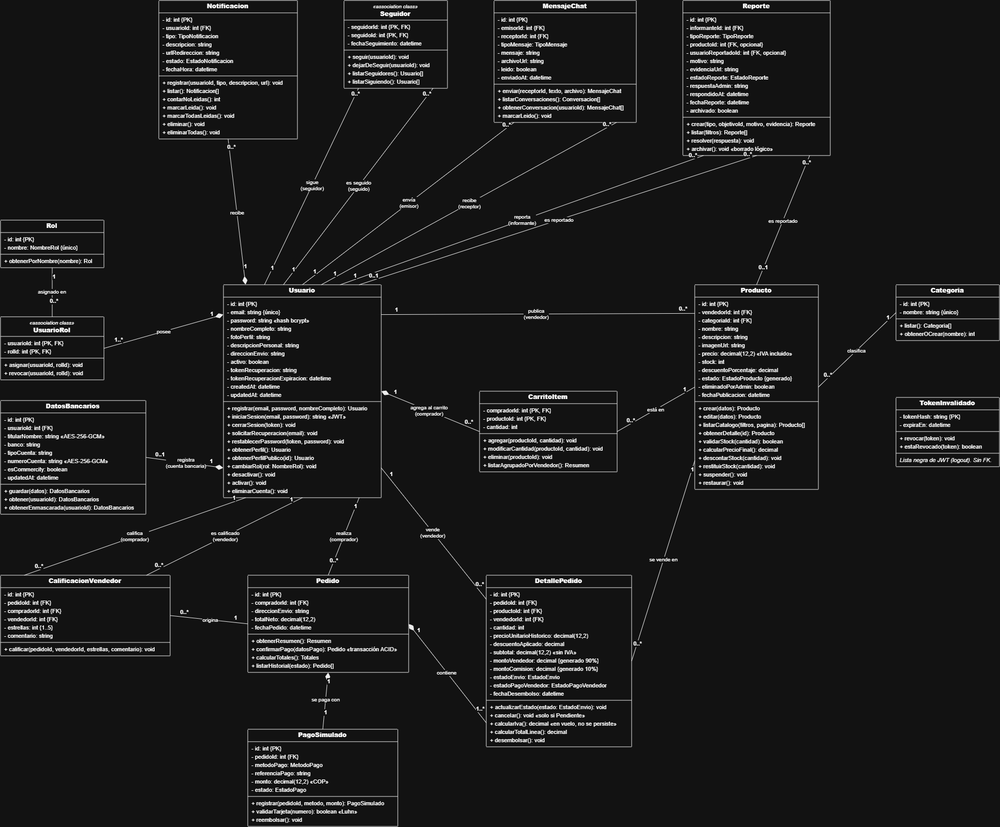 Notificacion
- id: int {PK}
- usuarioId: int {FK}
- tipo: TipoNotificacion
- descripcion: string
- urlRedireccion: string
- estado: EstadoNotificacion
- fechaHora: datetime
+ registrar(usuarioId, tipo, descripcion, url): void
+ listar(): Notificacion[]
+ contarNoLeidas(): int
+ marcarLeida(): void
+ marcarTodasLeidas(): void
+ eliminar(): void
+ eliminarTodas(): void
«association class»
Seguidor
- seguidorId: int {PK, FK}
- seguidoId: int {PK, FK}
- fechaSeguimiento: datetime
+ seguir(usuarioId): void
+ dejarDeSeguir(usuarioId): void
+ listarSeguidores(): Usuario[]
+ listarSiguiendo(): Usuario[]
MensajeChat
- id: int {PK}
- emisorId: int {FK}
- receptorId: int {FK}
- tipoMensaje: TipoMensaje
- mensaje: string
- archivoUrl: string
- leido: boolean
- enviadoAt: datetime
+ enviar(receptorId, texto, archivo): MensajeChat
+ listarConversaciones(): Conversacion[]
+ obtenerConversacion(usuarioId): MensajeChat[]
+ marcarLeido(): void
Reporte
- id: int {PK}
- informanteId: int {FK}
- tipoReporte: TipoReporte
- productoId: int {FK, opcional}
- usuarioReportadoId: int {FK, opcional}
- motivo: string
- evidenciaUrl: string
- estadoReporte: EstadoReporte
- respuestaAdmin: string
- respondidoAt: datetime
- fechaReporte: datetime
- archivado: boolean
+ crear(tipo, objetivoId, motivo, evidencia): Reporte
+ listar(filtros): Reporte[]
+ resolver(respuesta): void
+ archivar(): void «borrado lógico»
0..*
0..*
0..*
0..*
0..*
0..*
0..*
0..*
sigue
(seguidor)
es seguido
(seguido)
envía
(emisor)
recibe
(receptor)
recibe
reporta
(informante)
es reportado
es reportado
1
1
1
1
1
1
0..1
0..1
Rol
- id: int {PK}
- nombre: NombreRol {único}
+ obtenerPorNombre(nombre): Rol
1
asignado en
0..*
«association class»
UsuarioRol
- usuarioId: int {PK, FK}
- rolId: int {PK, FK}
+ asignar(usuarioId, rolId): void
+ revocar(usuarioId, rolId): void
1
posee
1..*
Usuario
- id: int {PK}
- email: string {único}
- password: string «hash bcrypt»
- nombreCompleto: string
- fotoPerfil: string
- descripcionPersonal: string
- direccionEnvio: string
- activo: boolean
- tokenRecuperacion: string
- tokenRecuperacionExpiracion: datetime
- createdAt: datetime
- updatedAt: datetime
+ registrar(email, password, nombreCompleto): Usuario
+ iniciarSesion(email, password): string «JWT»
+ cerrarSesion(token): void
+ solicitarRecuperacion(email): void
+ restablecerPassword(token, password): void
+ obtenerPerfil(): Usuario
+ obtenerPerfilPublico(id): Usuario
+ cambiarRol(rol: NombreRol): void
+ desactivar(): void
+ activar(): void
+ eliminarCuenta(): void
1
publica
(vendedor)
0..*
Producto
- id: int {PK}
- vendedorId: int {FK}
- categoriaId: int {FK}
- nombre: string
- descripcion: string
- imagenUrl: string
- precio: decimal(12,2) «IVA incluido»
- stock: int
- descuentoPorcentaje: decimal
- estado: EstadoProducto {generado}
- eliminadoPorAdmin: boolean
- fechaPublicacion: datetime
+ crear(datos): Producto
+ editar(datos): Producto
+ listarCatalogo(filtros, pagina): Producto[]
+ obtenerDetalle(id): Producto
+ validarStock(cantidad): boolean
+ calcularPrecioFinal(): decimal
+ descontarStock(cantidad): void
+ restituirStock(cantidad): void
+ suspender(): void
+ restaurar(): void
Categoria
- id: int {PK}
- nombre: string {único}
+ listar(): Categoria[]
+ obtenerOCrear(nombre): int
1
clasifica
0..*
TokenInvalidado
- tokenHash: string {PK}
- expiraEn: datetime
+ revocar(token): void
+ estaRevocado(token): boolean
Lista negra de JWT (logout). Sin FK.
DatosBancarios
- id: int {PK}
- usuarioId: int {FK}
- titularNombre: string «AES-256-GCM»
- banco: string
- tipoCuenta: string
- numeroCuenta: string «AES-256-GCM»
- esCommercity: boolean
- updatedAt: datetime
+ guardar(datos): DatosBancarios
+ obtener(usuarioId): DatosBancarios
+ obtenerEnmascarada(usuarioId): DatosBancarios
0..1
registra
(cuenta bancaria)
1
1
agrega al carrito
(comprador)
0..*
CarritoItem
- compradorId: int {PK, FK}
- productoId: int {PK, FK}
- cantidad: int
+ agregar(productoId, cantidad): void
+ modificarCantidad(productoId, cantidad): void
+ eliminar(productoId): void
+ listarAgrupadoPorVendedor(): Resumen
1
está en
0..*
1
1
1
1
1
califica
(comprador)
es calificado
(vendedor)
realiza
(comprador)
vende
(vendedor)
se vende en
0..*
0..*
0..*
0..*
0..*
CalificacionVendedor
- id: int {PK}
- pedidoId: int {FK}
- compradorId: int {FK}
- vendedorId: int {FK}
- estrellas: int {1..5}
- comentario: string
+ calificar(pedidoId, vendedorId, estrellas, comentario): void
0..*
origina
1
Pedido
- id: int {PK}
- compradorId: int {FK}
- direccionEnvio: string
- totalNeto: decimal(12,2)
- fechaPedido: datetime
+ obtenerResumen(): Resumen
+ confirmarPago(datosPago): Pedido «transacción ACID»
+ calcularTotales(): Totales
+ listarHistorial(estado): Pedido[]
1
contiene
1..*
DetallePedido
- id: int {PK}
- pedidoId: int {FK}
- productoId: int {FK}
- vendedorId: int {FK}
- cantidad: int
- precioUnitarioHistorico: decimal(12,2)
- descuentoAplicado: decimal
- subtotal: decimal(12,2) «sin IVA»
- montoVendedor: decimal {generado 90%}
- montoComision: decimal {generado 10%}
- estadoEnvio: EstadoEnvio
- estadoPagoVendedor: EstadoPagoVendedor
- fechaDesembolso: datetime
+ actualizarEstado(estado: EstadoEnvio): void
+ cancelar(): void «solo si Pendiente»
+ calcularIva(): decimal «en vuelo, no se persiste»
+ calcularTotalLinea(): decimal
+ desembolsar(): void
1
se paga con
1
PagoSimulado
- id: int {PK}
- pedidoId: int {FK}
- metodoPago: MetodoPago
- referenciaPago: string
- monto: decimal(12,2) «COP»
- estado: EstadoPago
+ registrar(pedidoId, metodo, monto): PagoSimulado
+ validarTarjeta(numero): boolean «Luhn»
+ reembolsar(): void